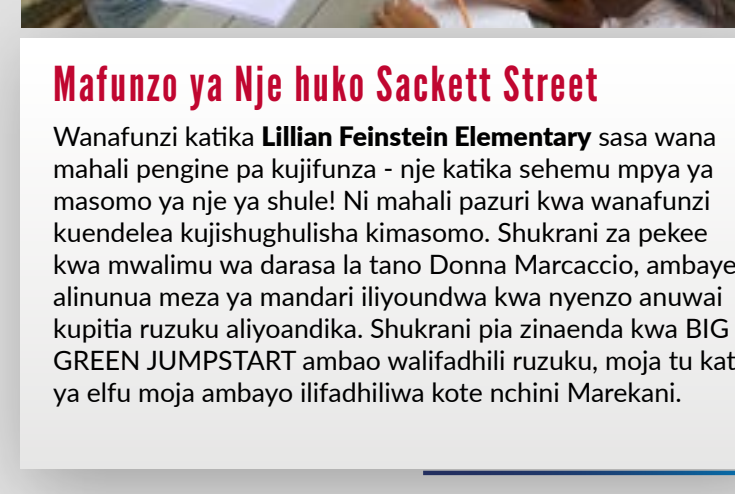 Mafunzo ya Nje huko Sackett Street
Wanafunzi katika Lillian Feinstein Elementary sasa wana
mahali pengine pa kujifunza - nje katika sehemu mpya ya
masomo ya nje ya shule! Ni mahali pazuri kwa wanafunzi
kuendelea kujishughulisha kimasomo. Shukrani za pekee
kwa mwalimu wa darasa la tano Donna Marcaccio, ambaye
alinunua meza ya mandari iliyoundwa kwa nyenzo anuwai
kupitia ruzuku aliyoandika. Shukrani pia zinaenda kwa BIG
GREEN JUMPSTART ambao walifadhili ruzuku, moja tu kat
ya elfu moja ambayo ilifadhiliwa kote nchini Marekani.